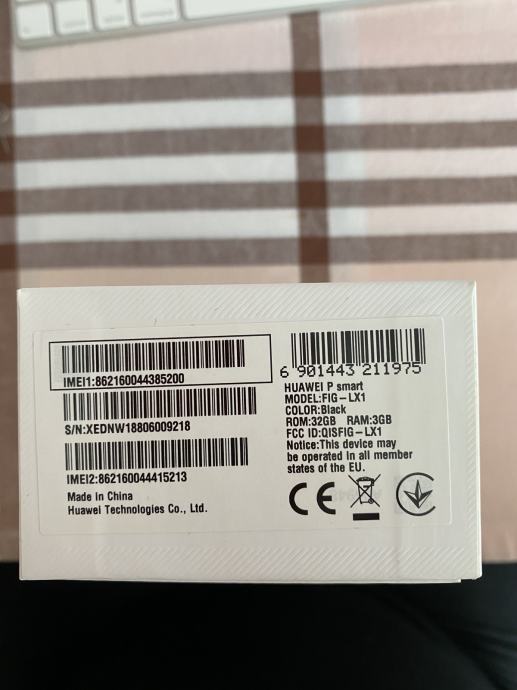 IMEI1:862160044385200
S/N:XEDNW18806009218
IMEI2:862160044415213
Made in China
Huawei Technologies Co., Ltd.
6 901443 211975
HUAWEI P smart
MODEL:FIG-LX1
COLOR:Black
ROM:32GB RAM:3GB
FCC ID:QISFIG-LX1
Notice:This device may
be operated in all member
states of the EU.
CE